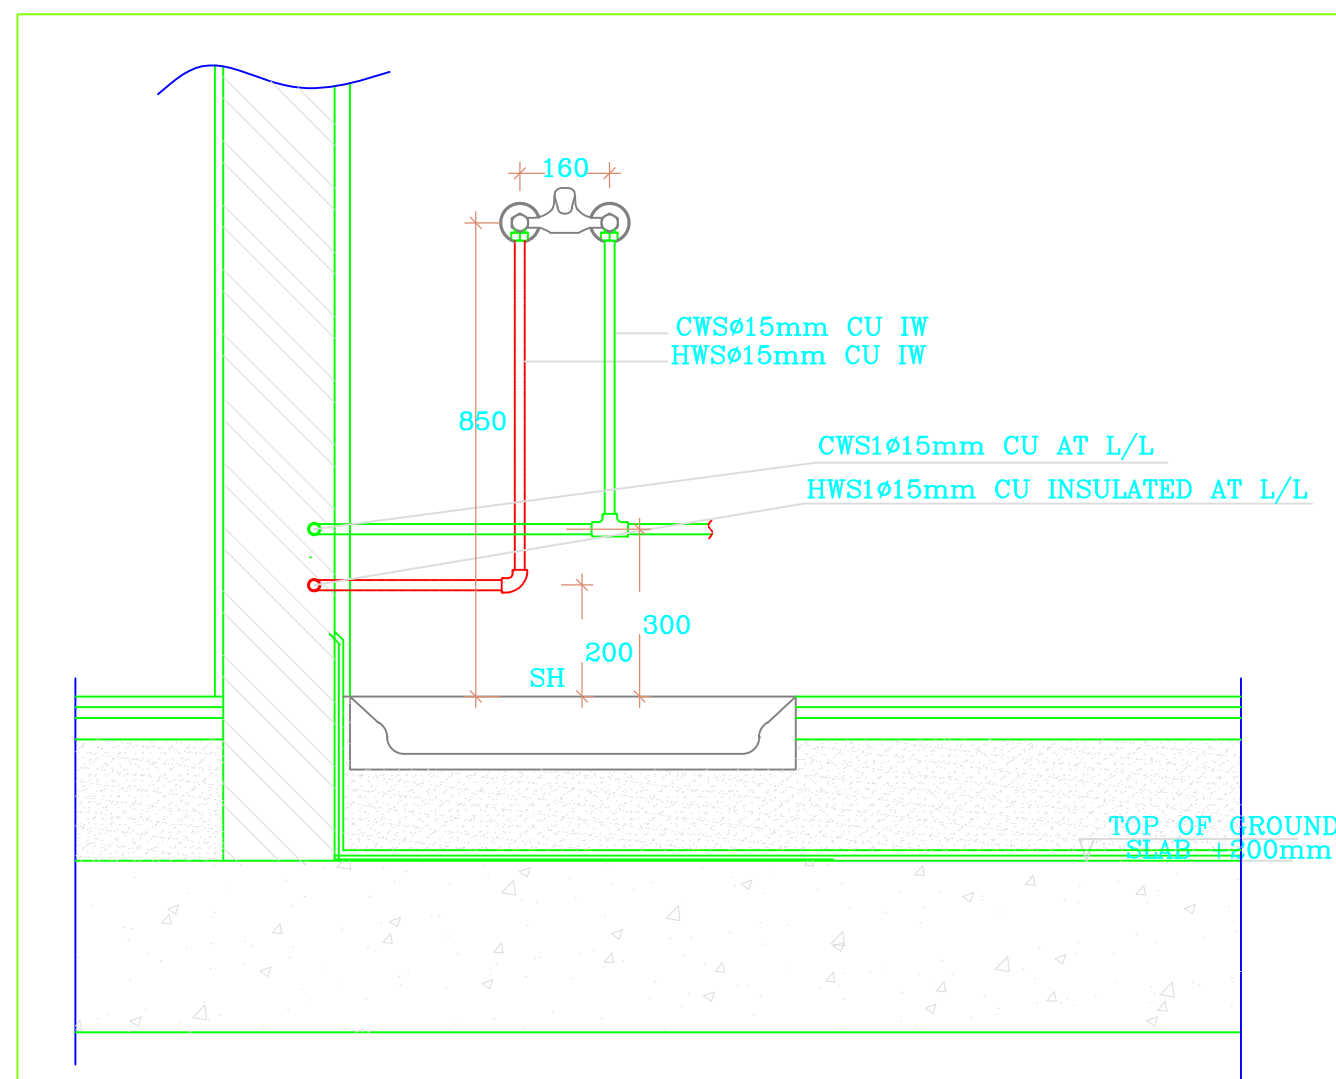 160
CWSø15mm CU IW
HWSø15mm CU IW
850
CWS1ø15mm CU AT L/L
HWS1ø15mm CU INSULATED AT L/L
300
200
SH
TOP OF GROUND
SLAB +200mm